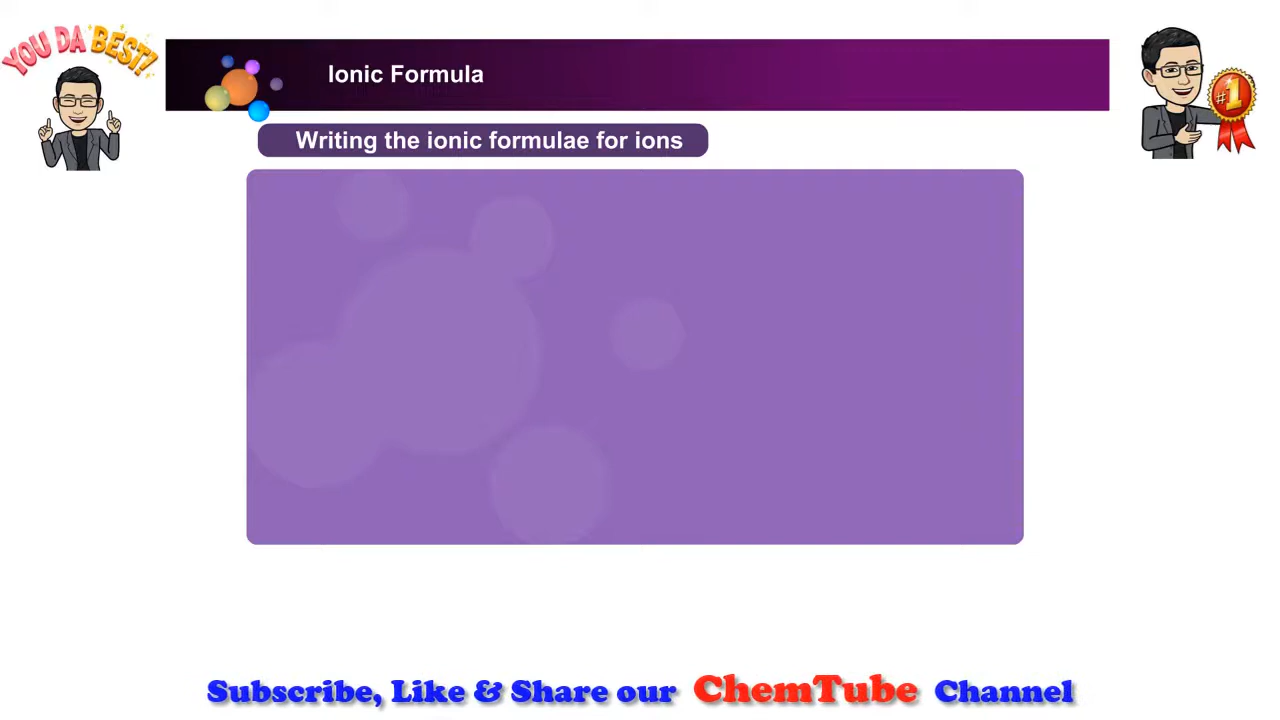 YOU DA BEST!
Ionic Formula
#1
Writing the ionic formulae for ions
Subscribe, Like & Share our ChemTube Channel